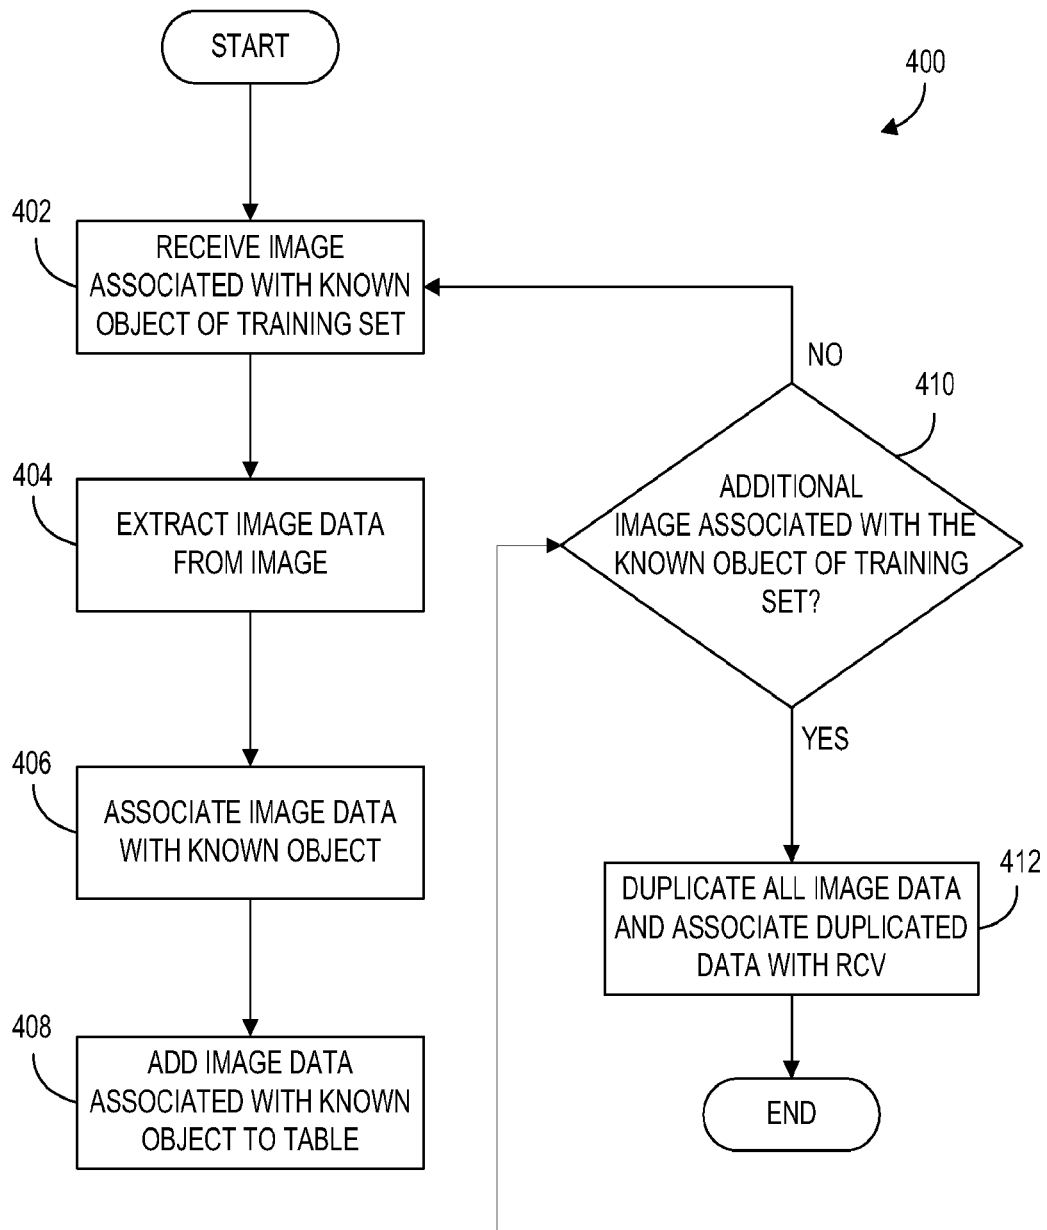 START
400
402
RECEIVE IMAGE
ASSOCIATED WITH KNOWN
OBJECT OF TRAINING SET
NO
410
404
EXTRACT IMAGE DATA
FROM IMAGE
ADDITIONAL
IMAGE ASSOCIATED WITH THE
KNOWN OBJECT OF TRAINING
SET?
YES
406
ASSOCIATE IMAGE DATA
WITH KNOWN OBJECT
412
DUPLICATE ALL IMAGE DATA
AND ASSOCIATE DUPLICATED
DATA WITH RCV
408
ADD IMAGE DATA
ASSOCIATED WITH KNOWN
OBJECT TO TABLE
END